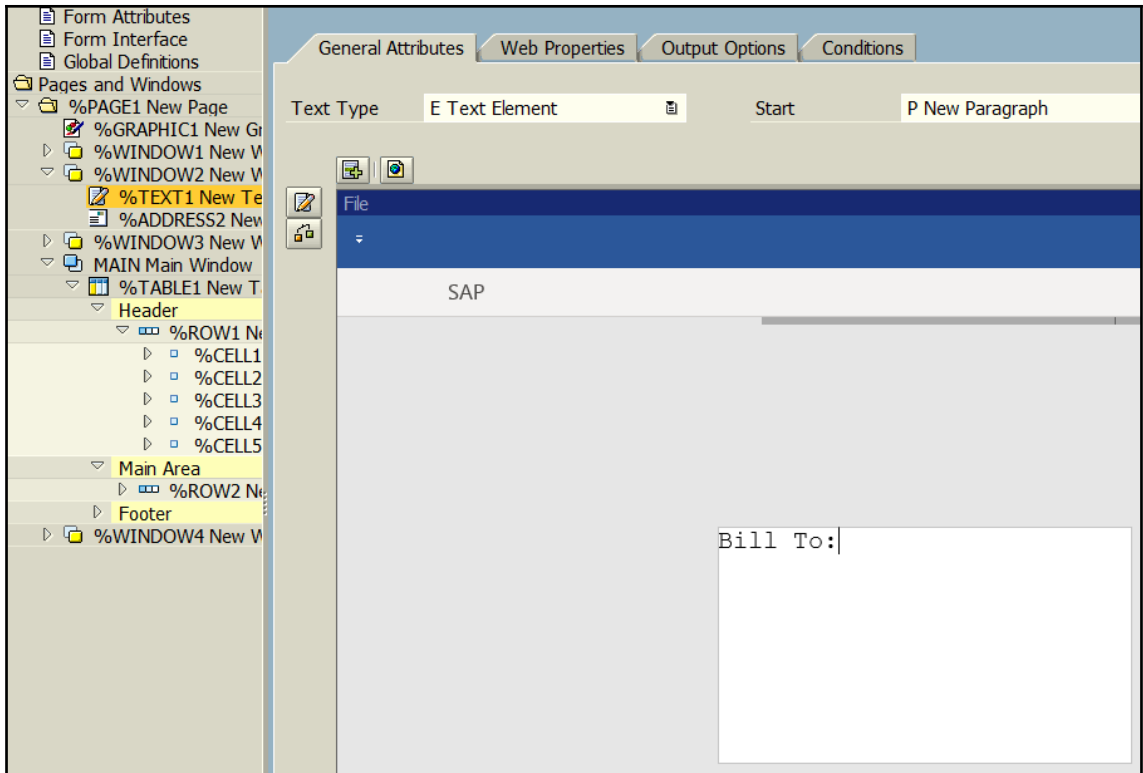 Form Attributes
Form Interface
Global Definitions
Pages and Windows
%PAGE1 New Page
%GRAPHIC1 New Gr
%WINDOW1 New W
%WINDOW2 New W
%TEXT1 New Te
%ADDRESS2 New
%WINDOW3 New W
MAIN Main Window
%TABLE1 New T
Header
%ROW1 Ne
%CELL1
%CELL2
%CELL3
%CELL4
%CELL5
Main Area
%ROW2 Ne
Footer
%WINDOW4 New W
General Attributes Web Properties Output Options Conditions
Text Type E Text Element Start P New Paragraph
File
SAP
Bill To: